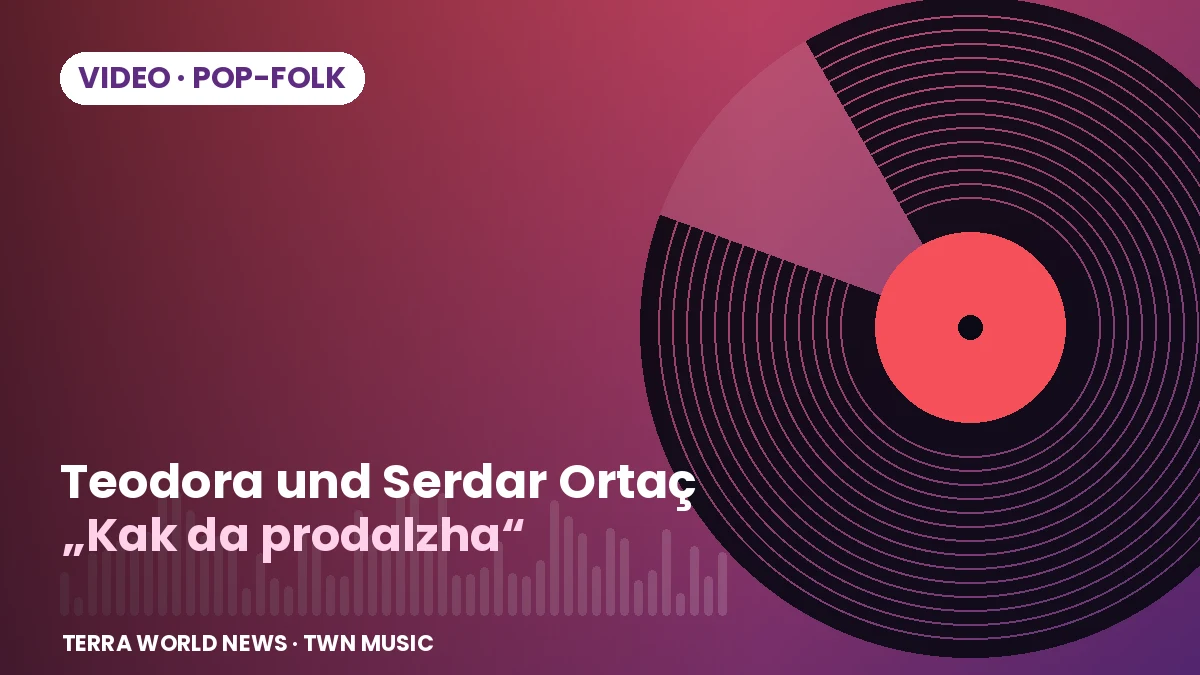 VIDEO · POP-FOLK
Teodora und Serdar Ortaç
„Kak da prodalzha“
TERRA WORLD NEWS · TWN MUSIC